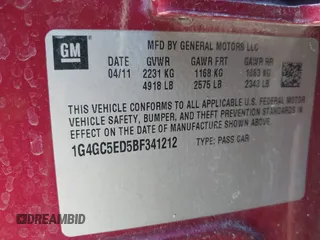 GM MFD BY GENERAL MOTORS LLC
DATE GVWR GAWR FRT GAWR RR
04/11 2231 KG 1168 KG 1063 KG
4918 LB 2575 LB 2343 LB
THIS VEHICLE CONFORMS TO ALL APPLICABLE U.S. FEDERAL MOTOR
VEHICLE SAFETY, BUMPER, AND THEFT PREVENTION STANDARDS
IN EFFECT ON THE DATE OF MANUFACTURE SHOWN ABOVE.
1G4GC5ED5BF341212 TYPE: PASS CAR
DREAMBID